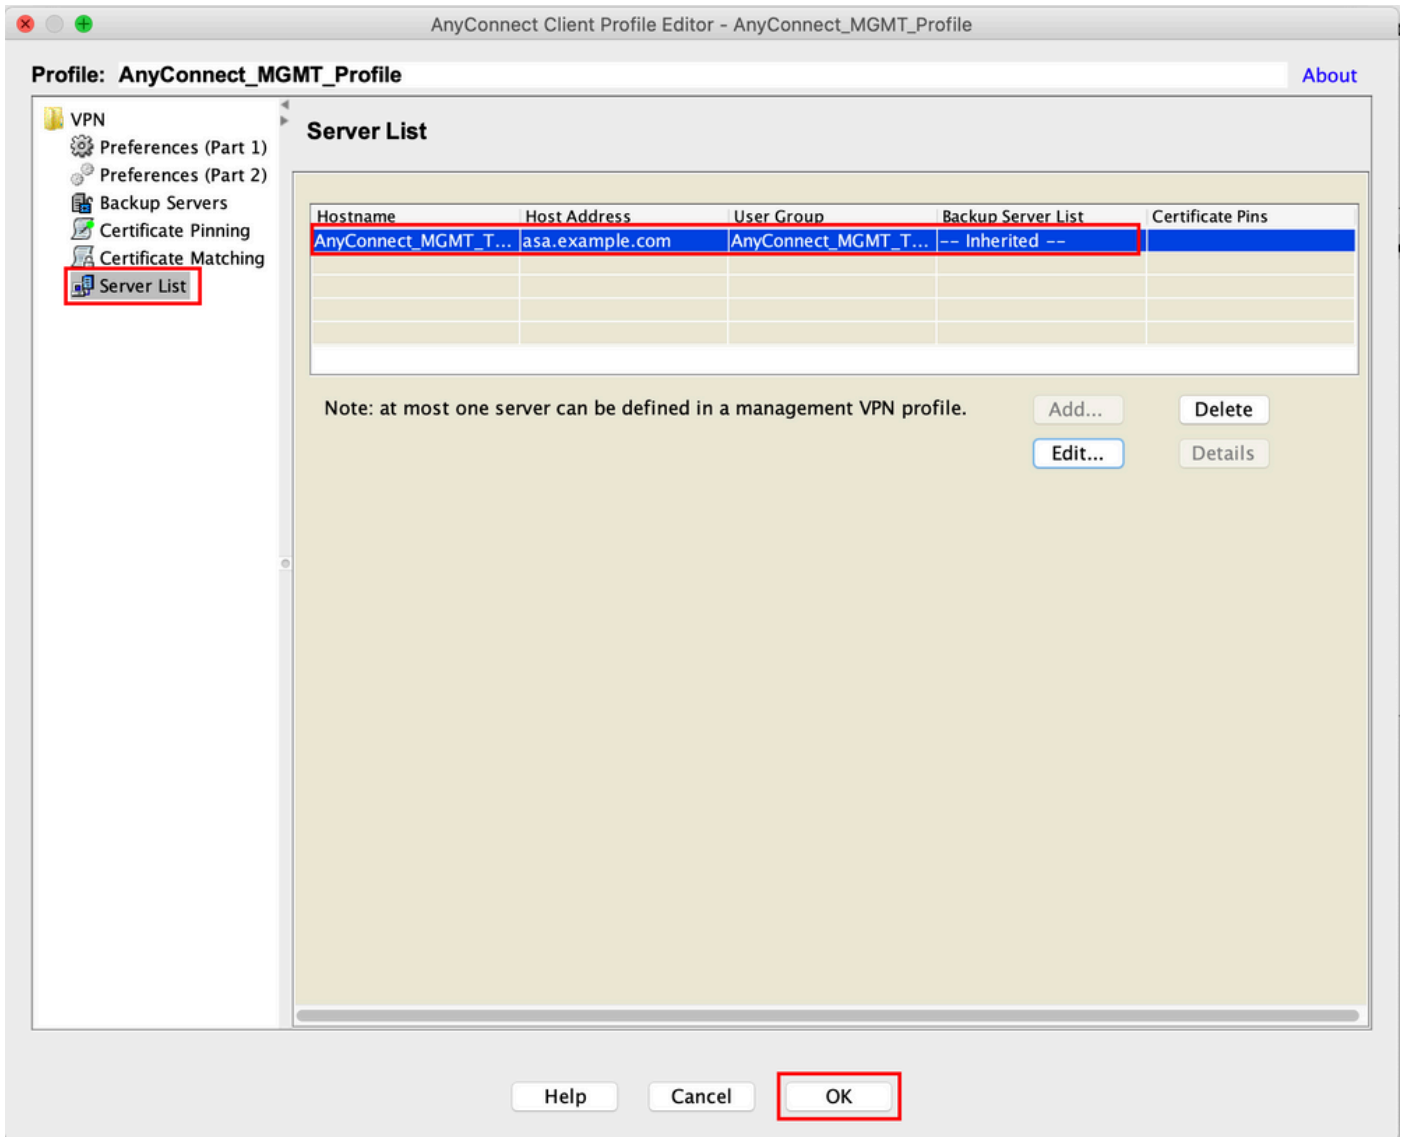 AnyConnect Client Profile Editor - AnyConnect_MGMT_Profile
Profile: AnyConnect_MGMT_Profile
About
VPN
Preferences (Part 1)
Preferences (Part 2)
Backup Servers
Certificate Pinning
Certificate Matching
Server List
Server List
Hostname Host Address User Group Backup Server List Certificate Pins
AnyConnect_MGMT_T... asa.example.com AnyConnect_MGMT_T... -- Inherited --
Note: at most one server can be defined in a management VPN profile.
Add... Delete
Edit... Details
Help Cancel OK